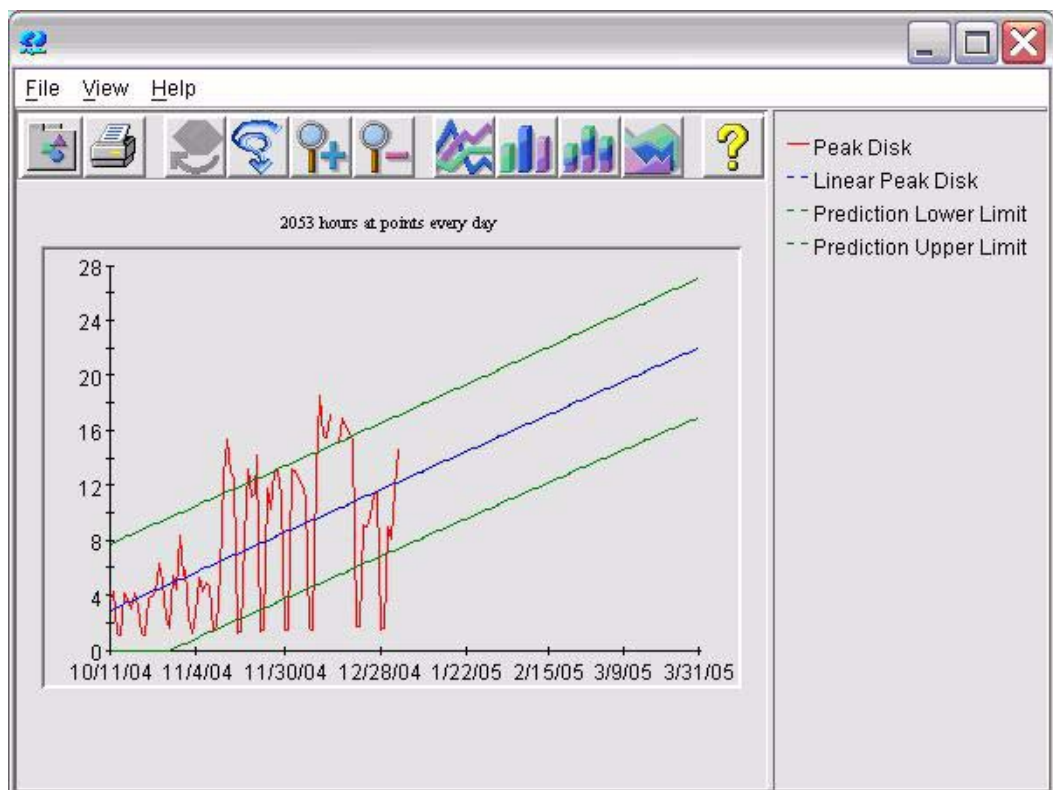 File View Help
2053 hours at points every day
28
24
20
16
12
8
4
0
10/11/04 11/4/04 11/30/04 12/28/04 1/22/05 2/15/05 3/9/05 3/31/05
Peak Disk
Linear Peak Disk
Prediction Lower Limit
Prediction Upper Limit